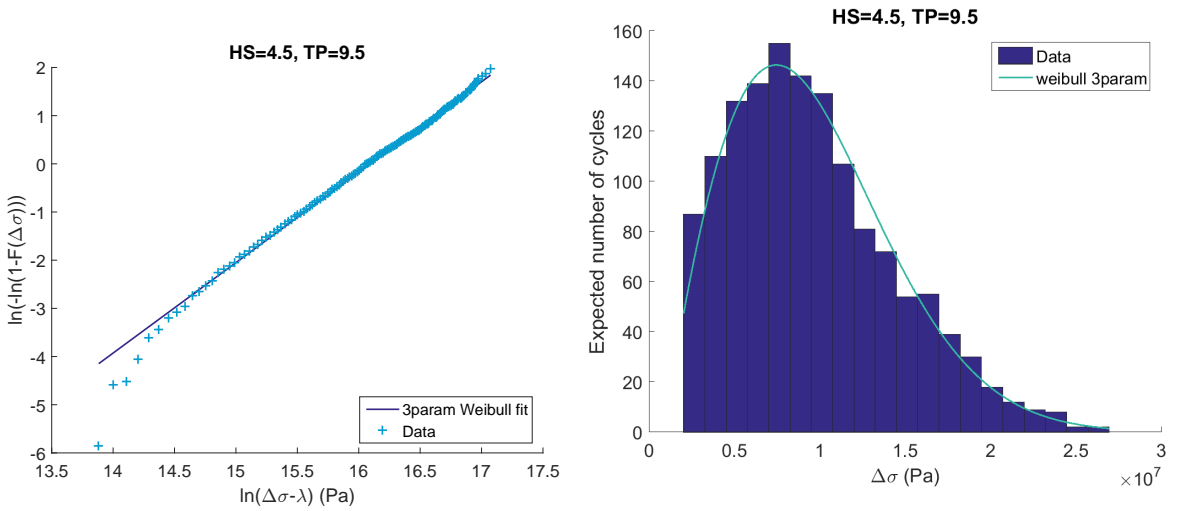 HS=4.5, TP=9.5
2
1
0
-1
-2
-3
-4
-5
-6
13.5 14 14.5 15 15.5 16 16.5 17 17.5
ln(-ln(1-F(Δσ)))
ln(Δσ-λ) (Pa)
3param Weibull fit
Data
HS=4.5, TP=9.5
160
140
120
100
80
60
40
20
0
0 0.5 1 1.5 2 2.5 3
×10⁷
Expected number of cycles
Δσ (Pa)
Data
weibull 3param